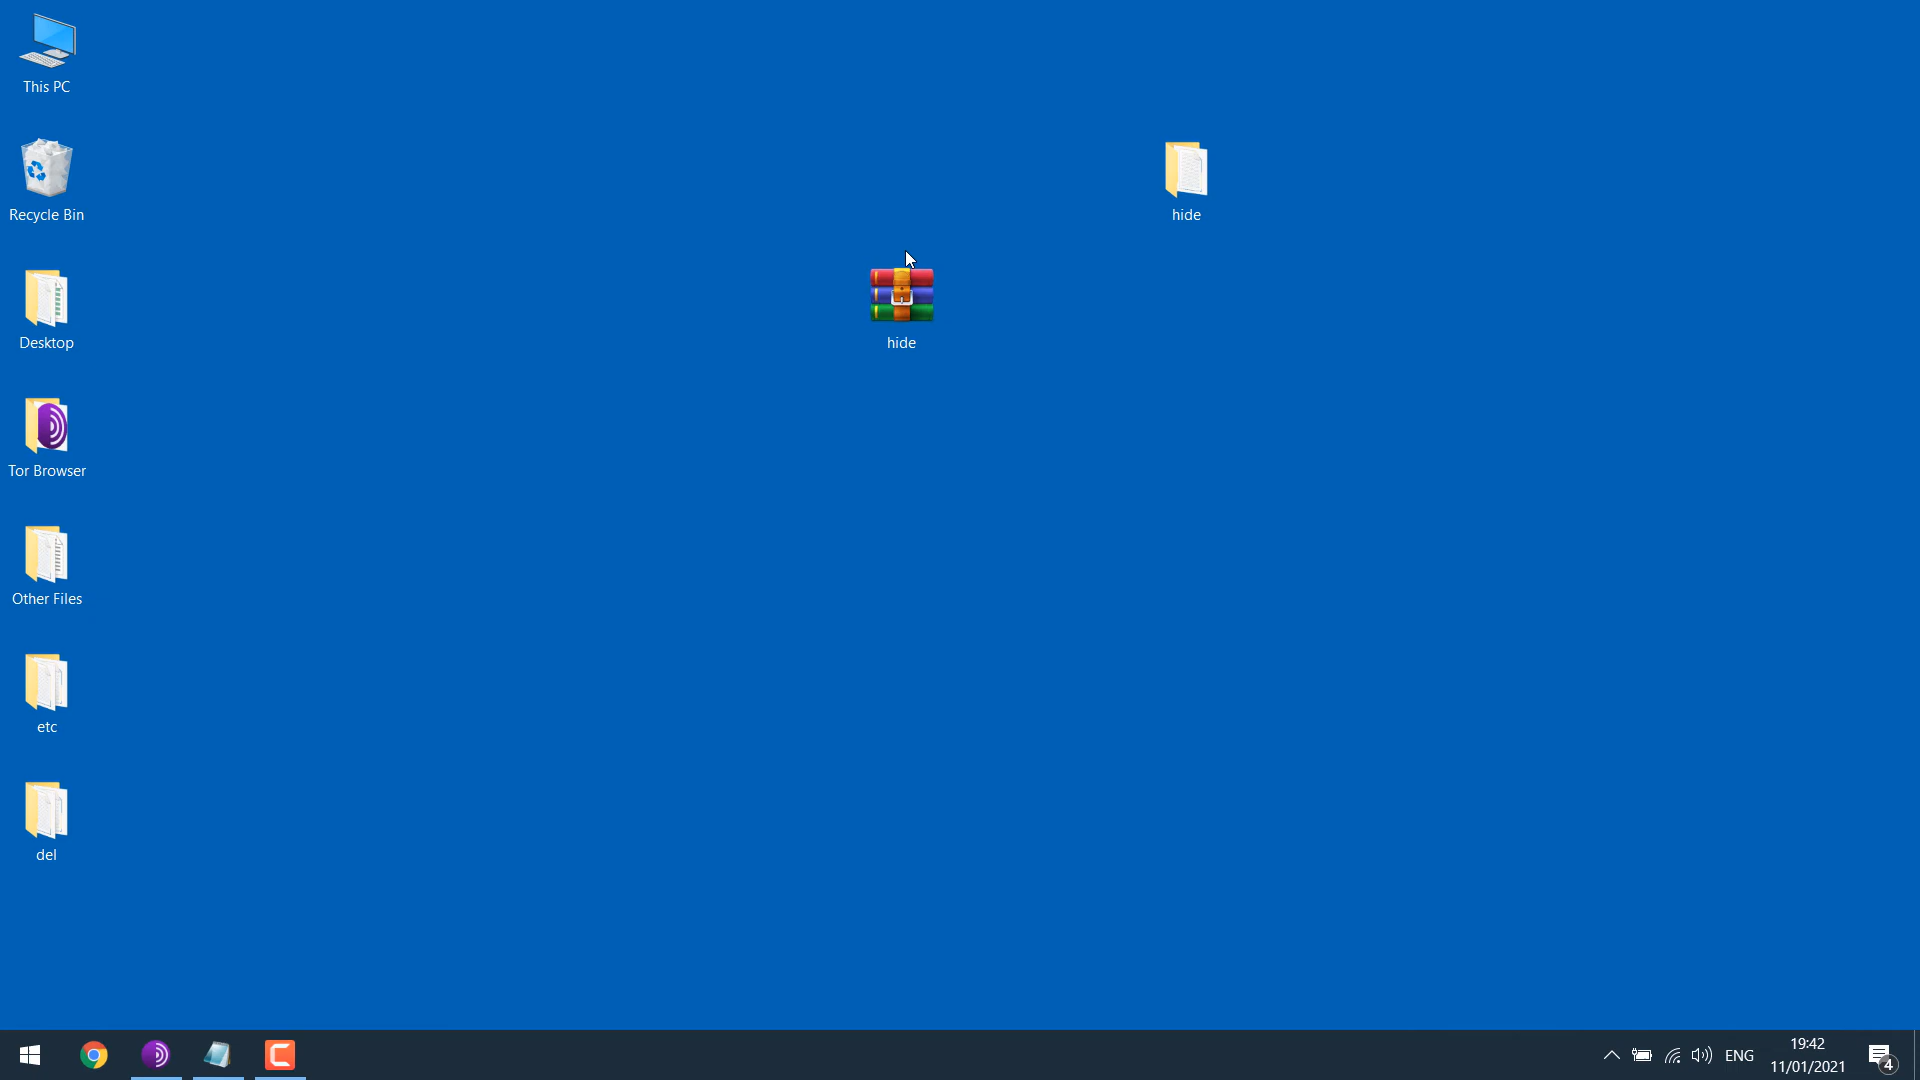 This PC
Recycle Bin
Desktop
Tor Browser
Other Files
etc
del
hide
hide
ENG
19:42
11/01/2021
4